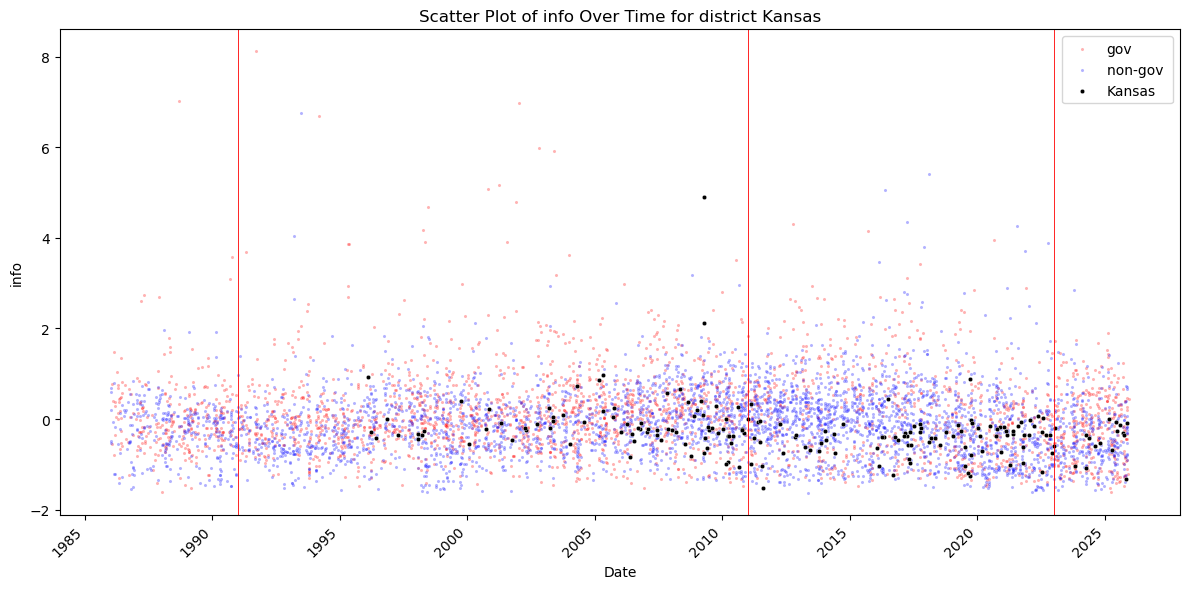 Scatter Plot of info Over Time for district Kansas
8
6
4
2
0
−2
info
gov
non-gov
Kansas
1985
1990
1995
2000
2005
2010
2015
2020
2025
Date